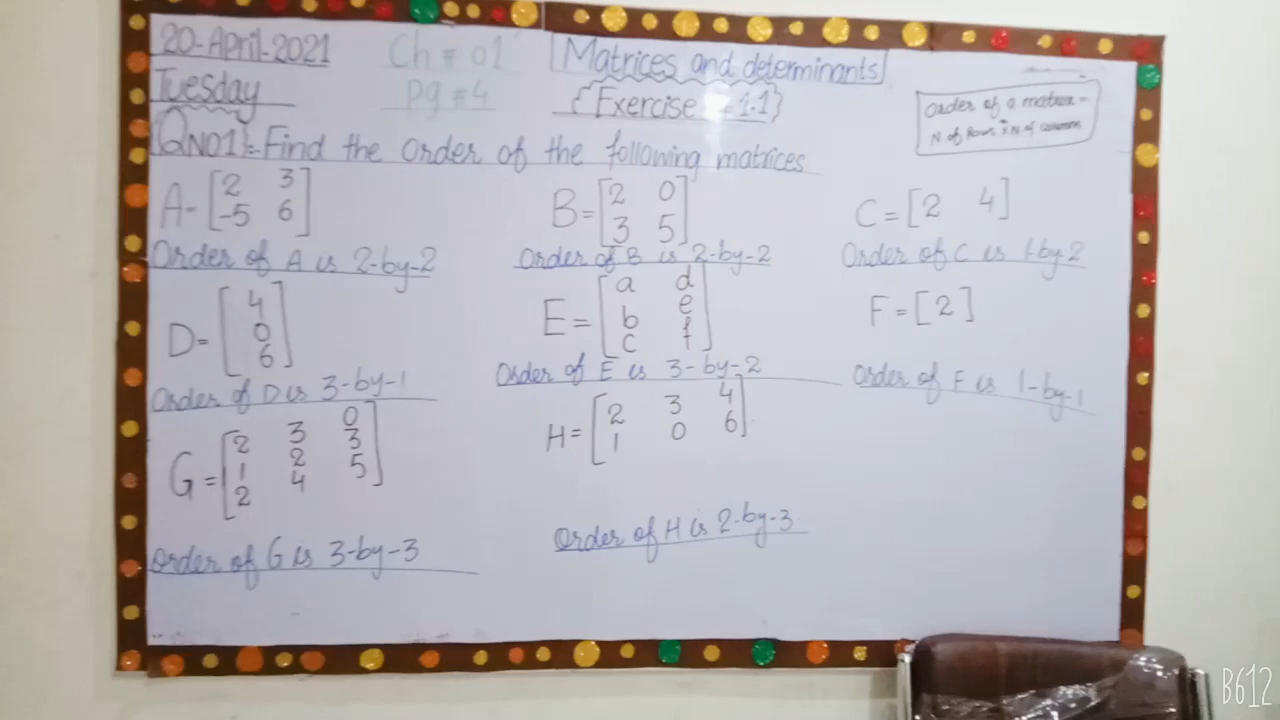 20-April-2021
Tuesday
Ch # 01
Pg # 4
Matrices and determinants
Exercise = 1.1
Order of a matrix =
N of Rows × N of columns
QNO1:- Find the order of the following matrices
A= [2 3
-5 6]
B= [2 0
3 5]
C = [2 4]
Order of A is 2-by-2
Order of B is 2-by-2
Order of C is 1-by-2
D= [4
0
6]
E= [a d
b e
c f]
F = [2]
Order of D is 3-by-1
Order of E is 3-by-2
Order of F is 1-by-1
G = [2 3 0
1 2 3
2 4 5]
H= [2 3 4
1 0 6]
Order of G is 3-by-3
Order of H is 2-by-3
B612